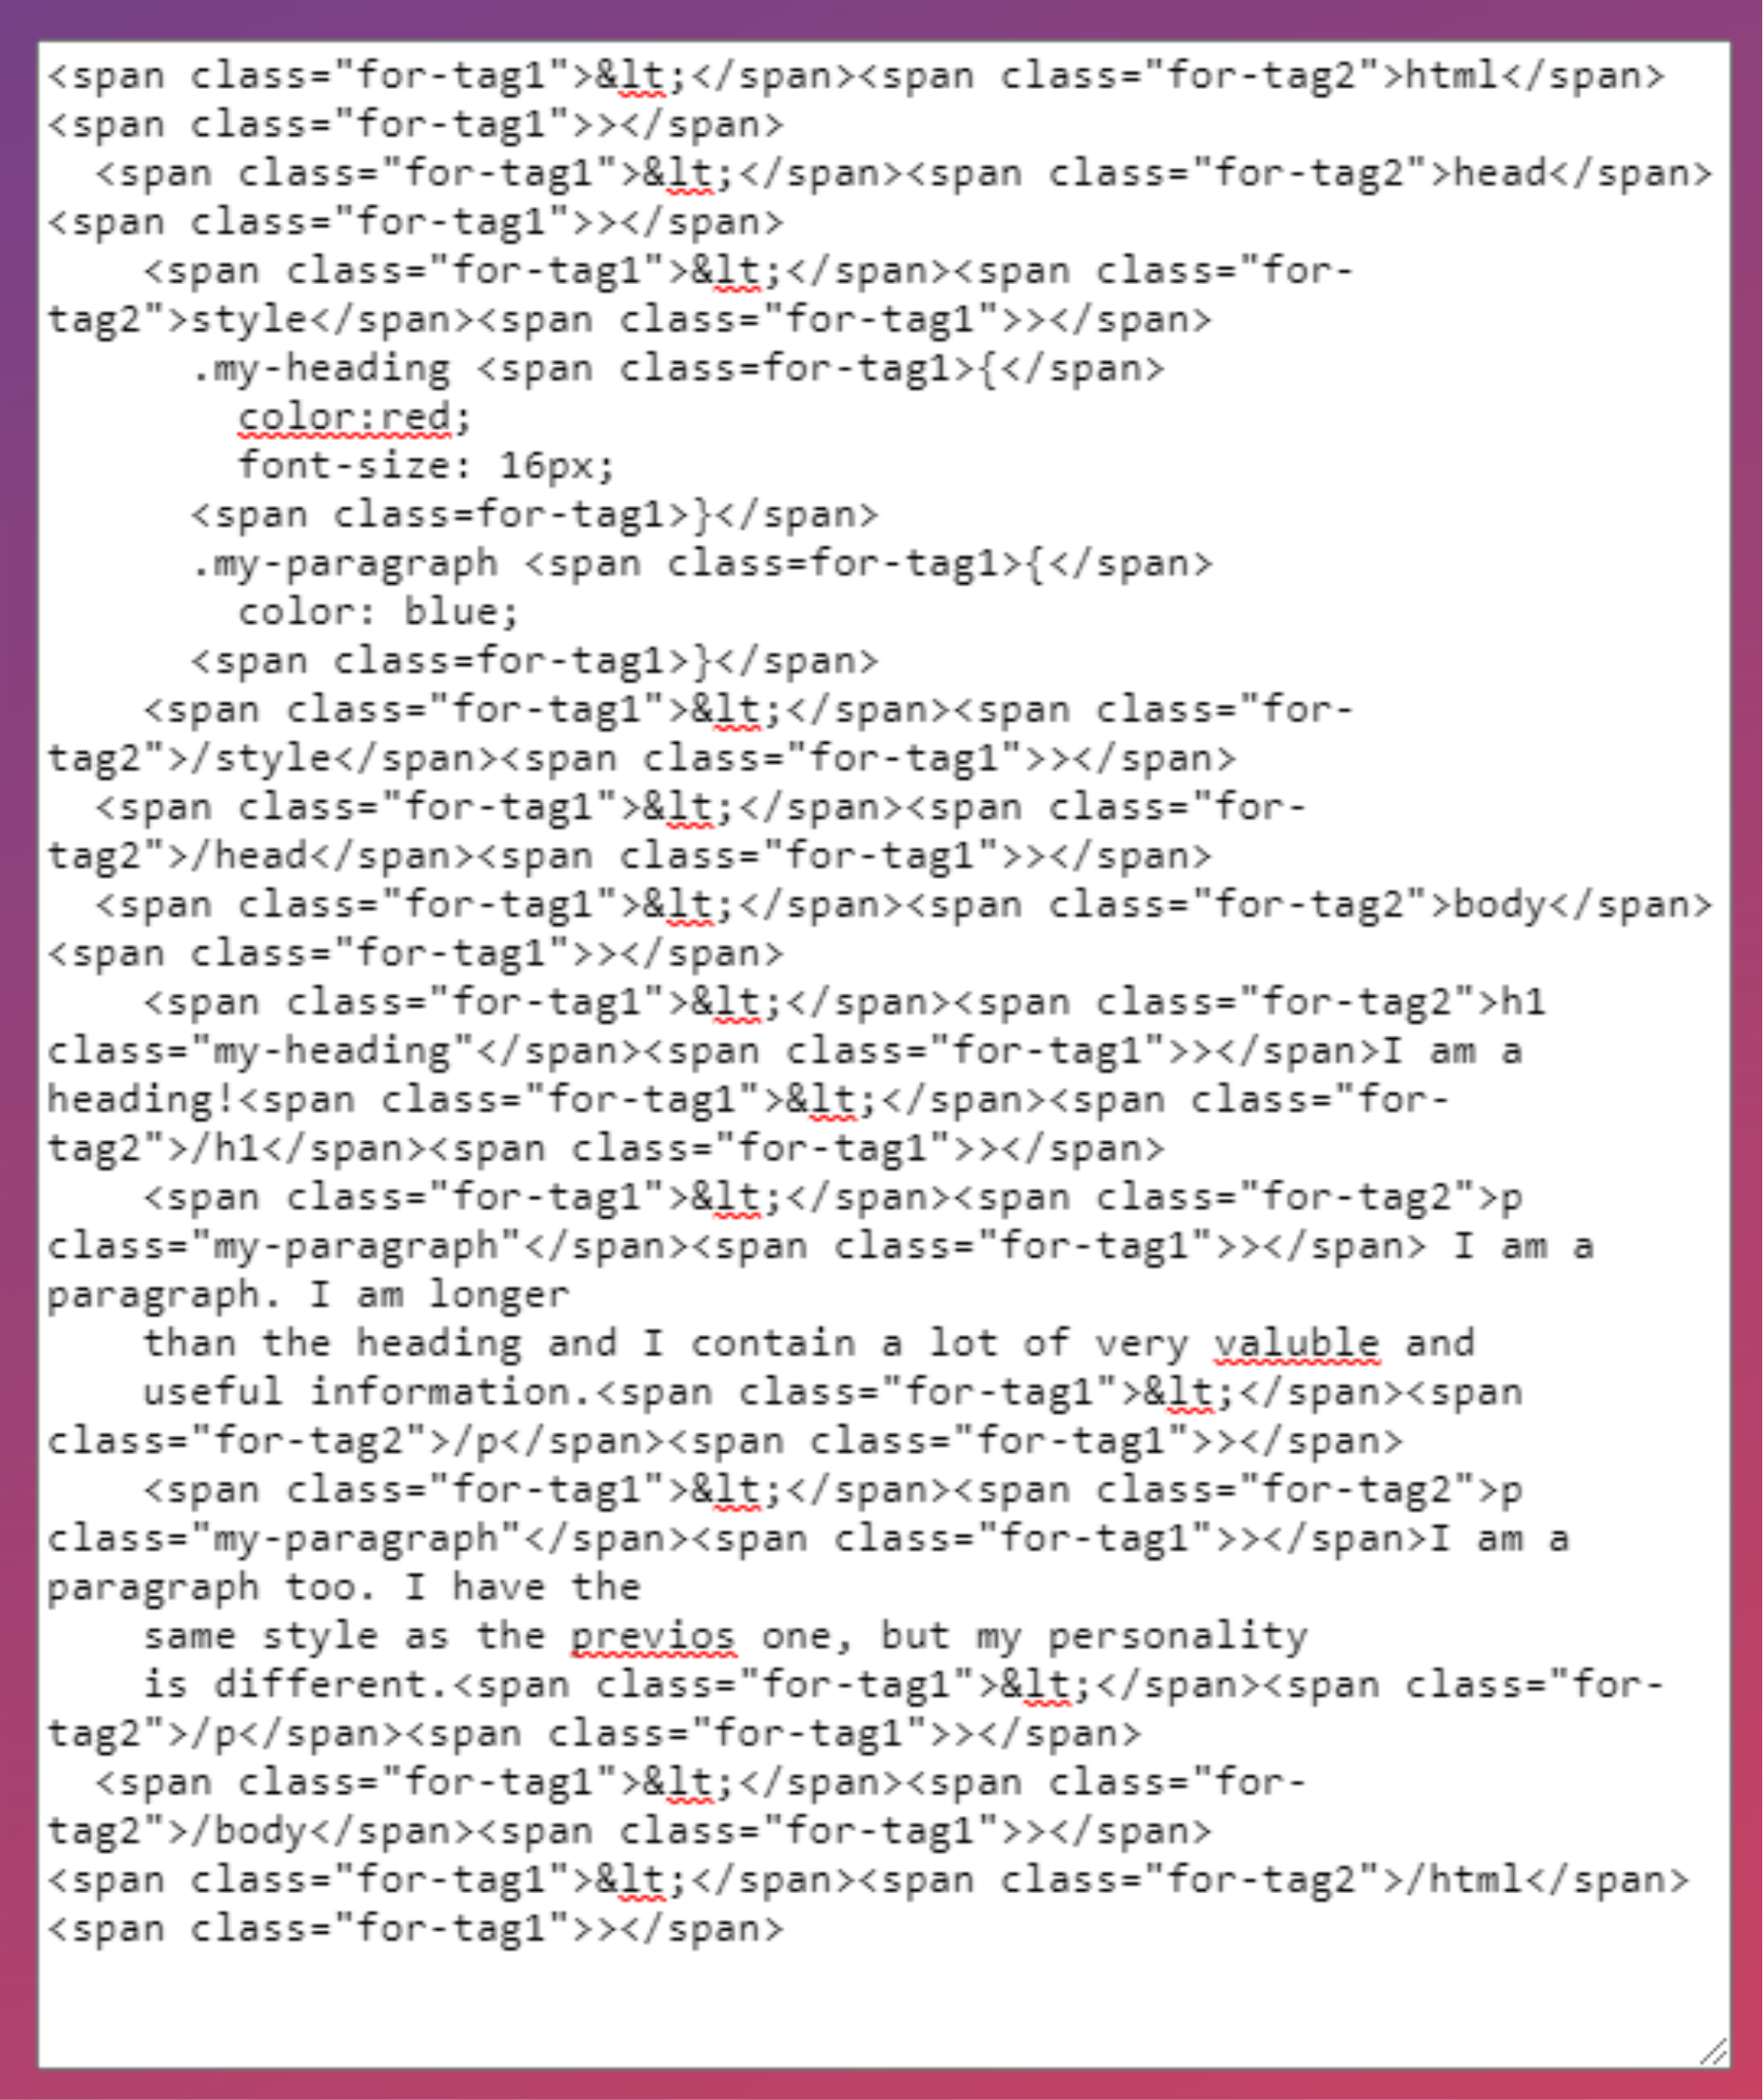 <span class="for-tag1">&lt;</span><span class="for-tag2">html</span>
<span class="for-tag1">></span>
  <span class="for-tag1">&lt;</span><span class="for-tag2">head</span>
<span class="for-tag1">></span>
    <span class="for-tag1">&lt;</span><span class="for-
tag2">style</span><span class="for-tag1">></span>
      .my-heading <span class=for-tag1>{</span>
        color:red;
        font-size: 16px;
      <span class=for-tag1>}</span>
      .my-paragraph <span class=for-tag1>{</span>
        color: blue;
      <span class=for-tag1>}</span>
    <span class="for-tag1">&lt;</span><span class="for-
tag2">/style</span><span class="for-tag1">></span>
  <span class="for-tag1">&lt;</span><span class="for-
tag2">/head</span><span class="for-tag1">></span>
  <span class="for-tag1">&lt;</span><span class="for-tag2">body</span>
<span class="for-tag1">></span>
    <span class="for-tag1">&lt;</span><span class="for-tag2">h1
class="my-heading"</span><span class="for-tag1">></span>I am a
heading!<span class="for-tag1">&lt;</span><span class="for-
tag2">/h1</span><span class="for-tag1">></span>
    <span class="for-tag1">&lt;</span><span class="for-tag2">p
class="my-paragraph"</span><span class="for-tag1">></span> I am a
paragraph. I am longer
    than the heading and I contain a lot of very valuble and
    useful information.<span class="for-tag1">&lt;</span><span
class="for-tag2">/p</span><span class="for-tag1">></span>
    <span class="for-tag1">&lt;</span><span class="for-tag2">p
class="my-paragraph"</span><span class="for-tag1">></span>I am a
paragraph too. I have the
    same style as the previos one, but my personality
    is different.<span class="for-tag1">&lt;</span><span class="for-
tag2">/p</span><span class="for-tag1">></span>
  <span class="for-tag1">&lt;</span><span class="for-
tag2">/body</span><span class="for-tag1">></span>
<span class="for-tag1">&lt;</span><span class="for-tag2">/html</span>
<span class="for-tag1">></span>